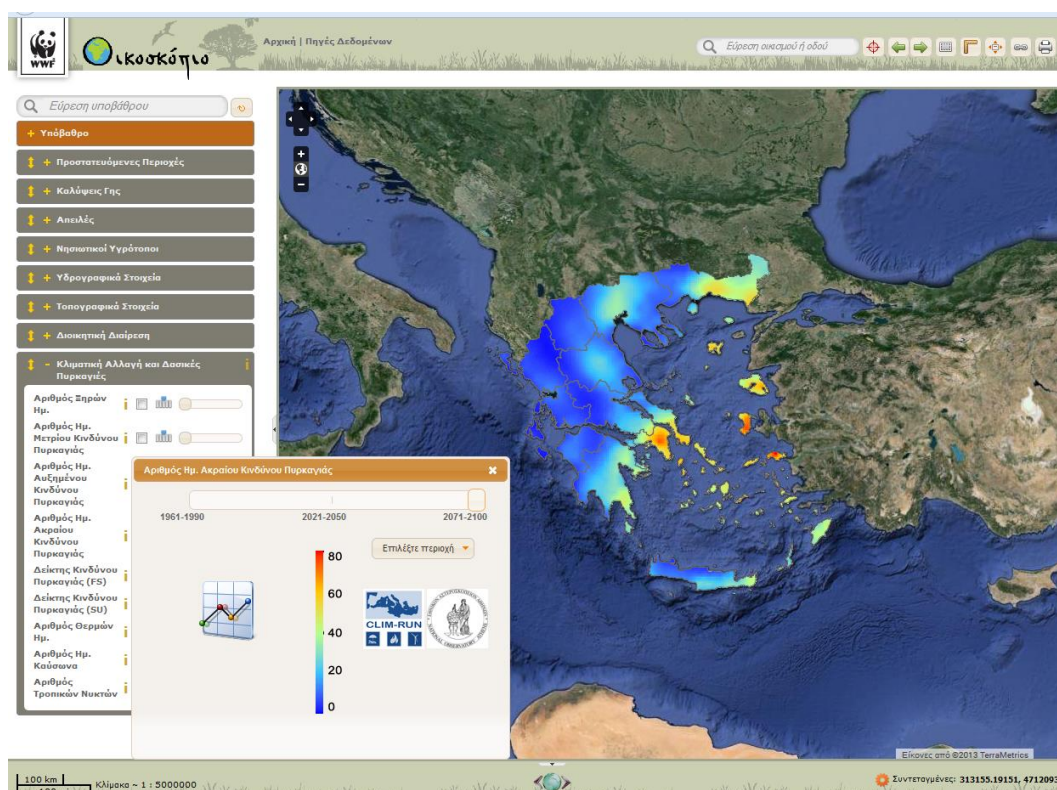 WWF
Οικοσκόπιο
Αρχική | Πηγές Δεδομένων
Εύρεση οικισμού ή οδού
Εύρεση υποβάθρου
+ Υπόβαθρο
+ Προστατευόμενες Περιοχές
+ Καλύψεις Γης
+ Απειλές
+ Νησιωτικοί Υγρότοποι
+ Υδρογραφικά Στοιχεία
+ Τοπογραφικά Στοιχεία
+ Διοικητική Διαίρεση
- Κλιματική Αλλαγή και Δασικές
Πυρκαγιές
Αριθμός Ξηρών
Ημ.
Αριθμός Ημ.
Μετρίου Κινδύνου
Πυρκαγιάς
Αριθμός Ημ.
Αυξημένου
Κινδύνου
Πυρκαγιάς
Αριθμός Ημ.
Ακραίου
Κινδύνου
Πυρκαγιάς
Δείκτης Κινδύνου
Πυρκαγιάς (FS)
Δείκτης Κινδύνου
Πυρκαγιάς (SU)
Αριθμός Θερμών
Ημ.
Αριθμός Ημ.
Καύσωνα
Αριθμός
Τροπικών Νυκτών
Αριθμός Ημ. Ακραίου Κινδύνου Πυρκαγιάς
1961-1990 2021-2050 2071-2100
Επιλέξτε περιοχή
80
60
40
20
0
CLIM-RUN
Εικόνες από ©2013 TerraMetrics
100 km
Κλίμακα ~ 1 : 5000000
Συντεταγμένες: 313155.19151, 4712093